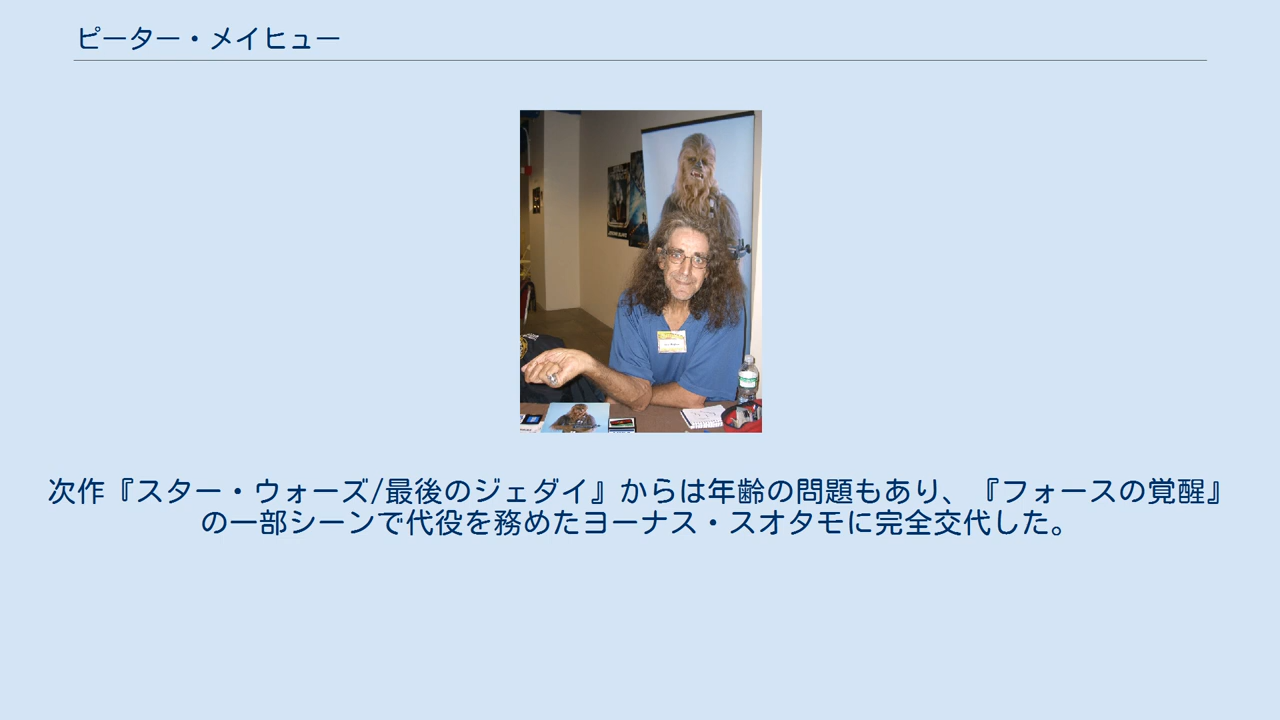 ピーター・メイヒュー
次作『スター・ウォーズ/最後のジェダイ』からは年齢の問題もあり、『フォースの覚醒』
の一部シーンで代役を務めたヨーナス・スオタモに完全交代した。